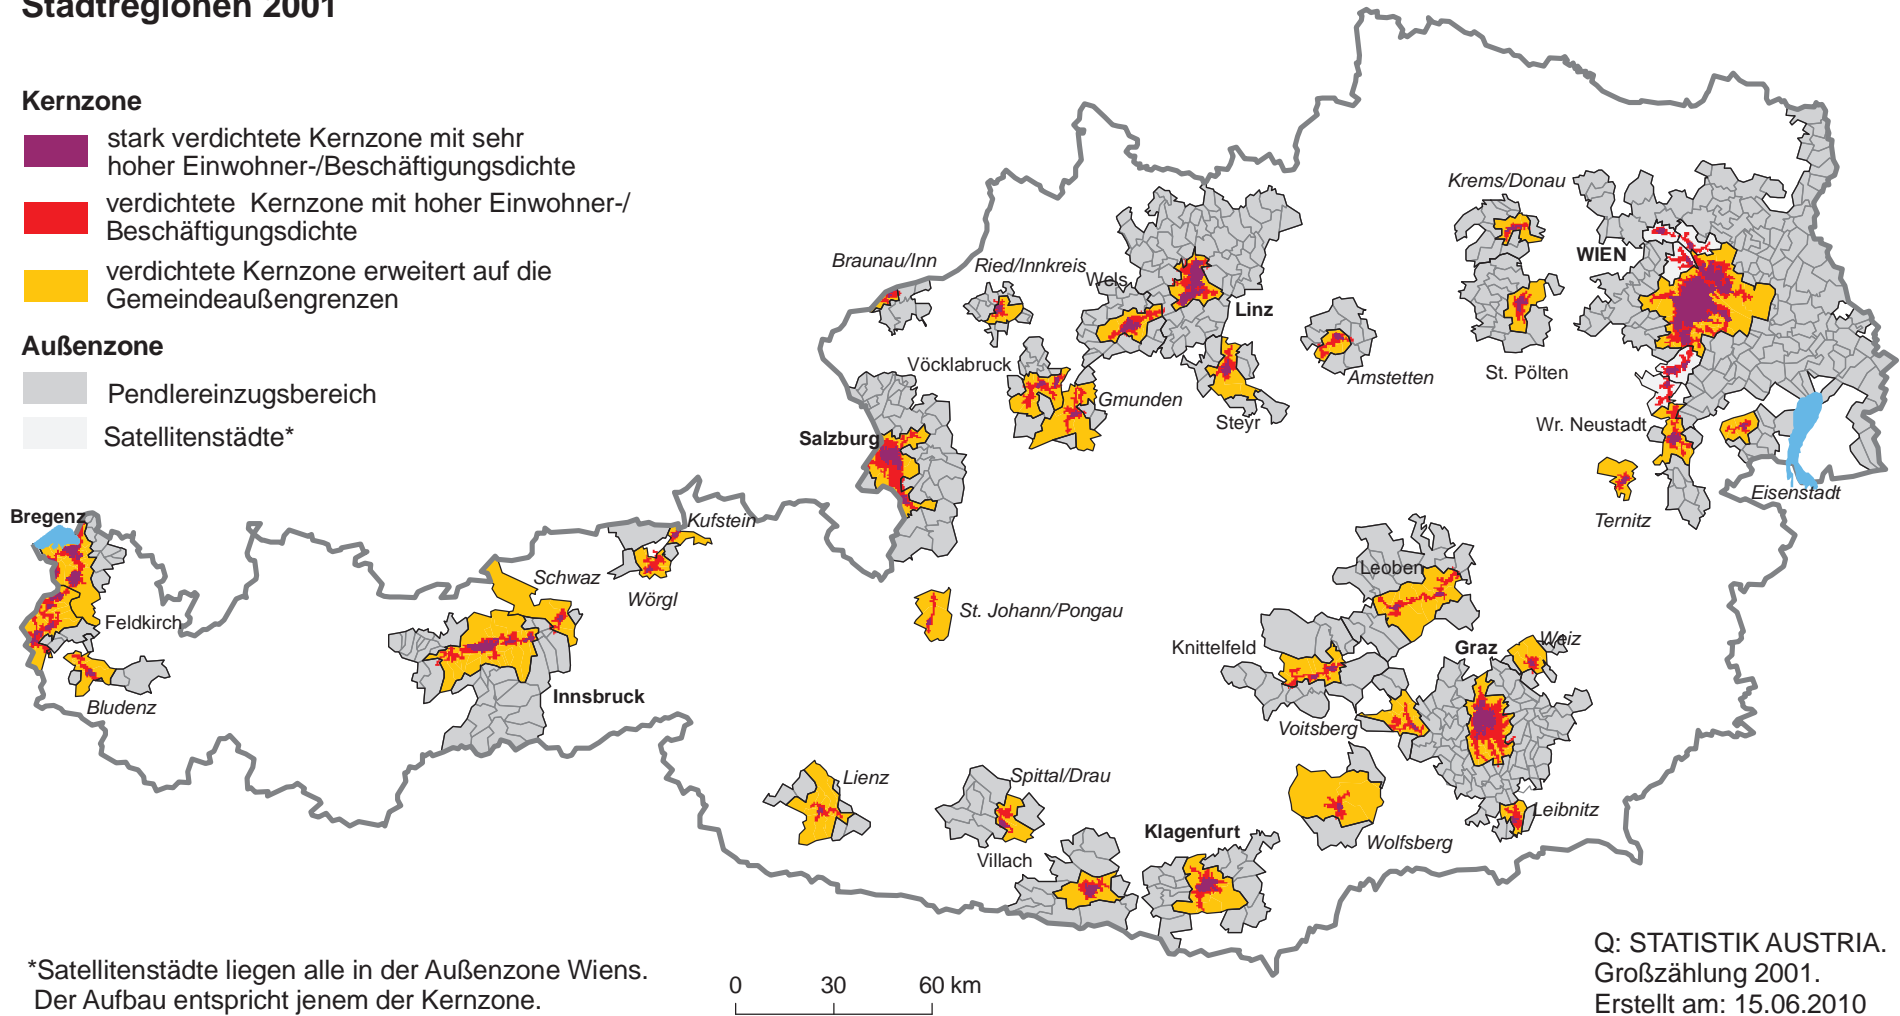 Stadtregionen 2001
Kernzone
stark verdichtete Kernzone mit sehr
hoher Einwohner-/Beschäftigungsdichte
verdichtete Kernzone mit hoher Einwohner-/
Beschäftigungsdichte
verdichtete Kernzone erweitert auf die
Gemeindeaußengrenzen
Außenzone
Pendlereinzugsbereich
Satellitenstädte*
Krems/Donau
WIEN
Braunau/Inn
Ried/Innkreis
Wels
Linz
Vöcklabruck
Gmunden
Steyr
Amstetten
St. Pölten
Wr. Neustadt
Salzburg
Eisenstadt
Ternitz
Bregenz
Kufstein
Schwaz
Wörgl
Feldkirch
Bludenz
Innsbruck
St. Johann/Pongau
Leoben
Knittelfeld
Graz
Weiz
Voitsberg
Lienz
Spittal/Drau
Villach
Klagenfurt
Wolfsberg
Leibnitz
*Satellitenstädte liegen alle in der Außenzone Wiens.
Der Aufbau entspricht jenem der Kernzone.
0 30 60 km
Q: STATISTIK AUSTRIA.
Großzählung 2001.
Erstellt am: 15.06.2010